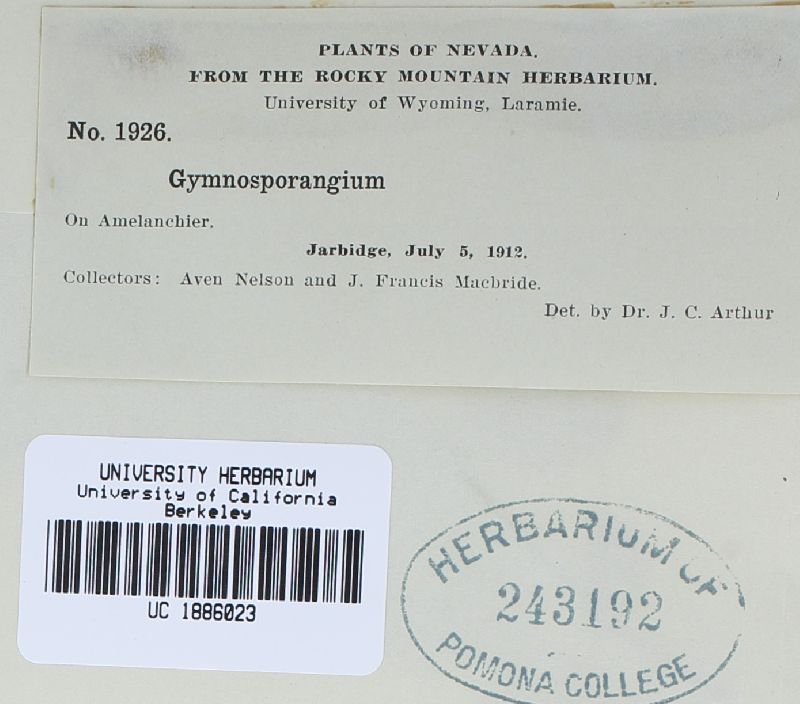 PLANTS OF NEVADA.
FROM THE ROCKY MOUNTAIN HERBARIUM.
University of Wyoming, Laramie.
No. 1926.
Gymnosporangium
On Amelanchier.
Jarbidge, July 5, 1912.
Collectors: Aven Nelson and J. Francis Macbride.
Det. by Dr. J. C. Arthur
UNIVERSITY HERBARIUM
University of California
Berkeley
UC 1886023
HERBARIUM OF
243192
POMONA COLLEGE